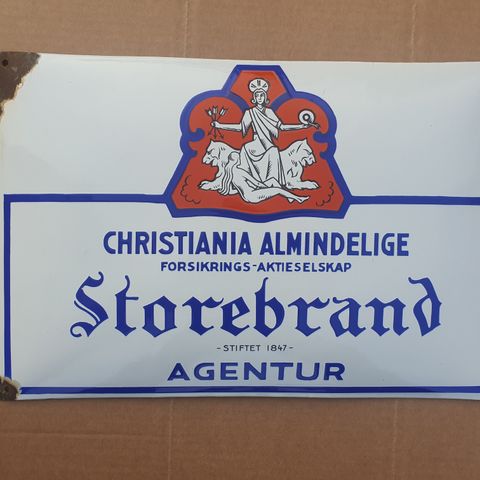 CHRISTIANIA ALMINDELIGE
FORSIKRINGS-AKTIESELSKAP
Storebrand
- STIFTET 1847 -
AGENTUR